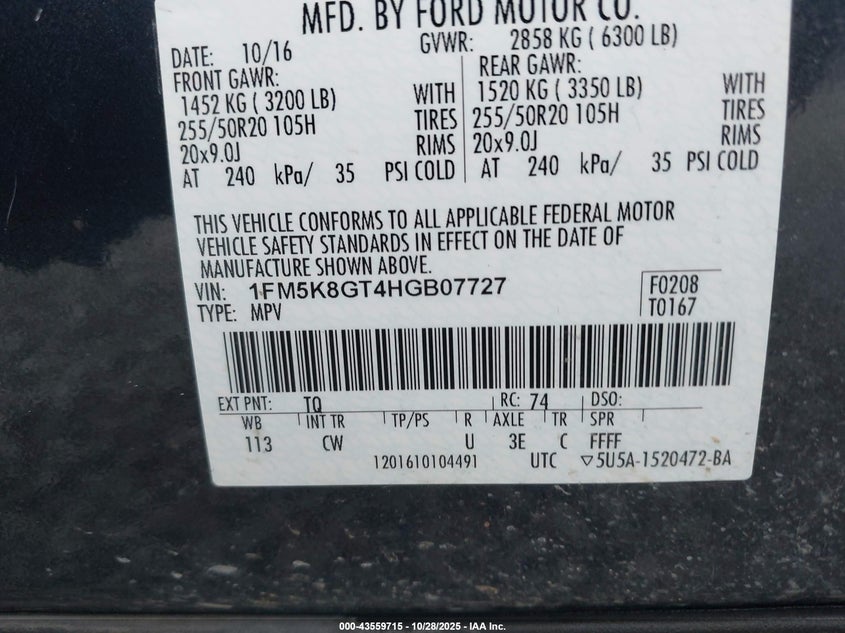 MFD. BY FORD MOTOR CO.
DATE: 10/16 GVWR: 2858 KG ( 6300 LB)
FRONT GAWR: REAR GAWR:
1452 KG ( 3200 LB) WITH 1520 KG ( 3350 LB) WITH
255/50R20 105H TIRES 255/50R20 105H TIRES
20x9.0J RIMS 20x9.0J RIMS
AT 240 kPa/ 35 PSI COLD AT 240 kPa/ 35 PSI COLD
THIS VEHICLE CONFORMS TO ALL APPLICABLE FEDERAL MOTOR
VEHICLE SAFETY STANDARDS IN EFFECT ON THE DATE OF
MANUFACTURE SHOWN ABOVE.
VIN: 1FM5K8GT4HGB07727 F0208
TYPE: MPV T0167
EXT PNT: TQ RC: 74 DSO:
WB INT TR TP/PS R AXLE TR SPR
113 CW U 3E C FFFF
1201610104491 UTC ▽5U5A-1520472-BA
000-43559715 - 10/28/2025 - IAA Inc.